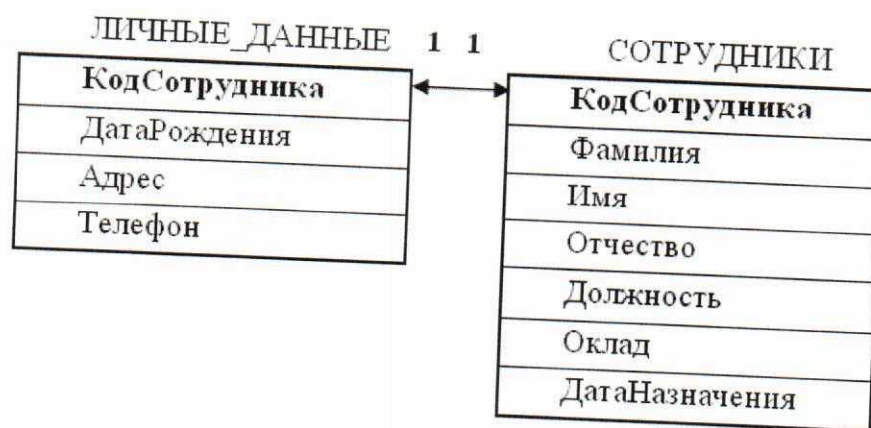 ЛИЧНЫЕ_ДАННЫЕ 1 1
КодСотрудника
ДатаРождения
Адрес
Телефон
СОТРУДНИКИ
КодСотрудника
Фамилия
Имя
Отчество
Должность
Оклад
ДатаНазначения